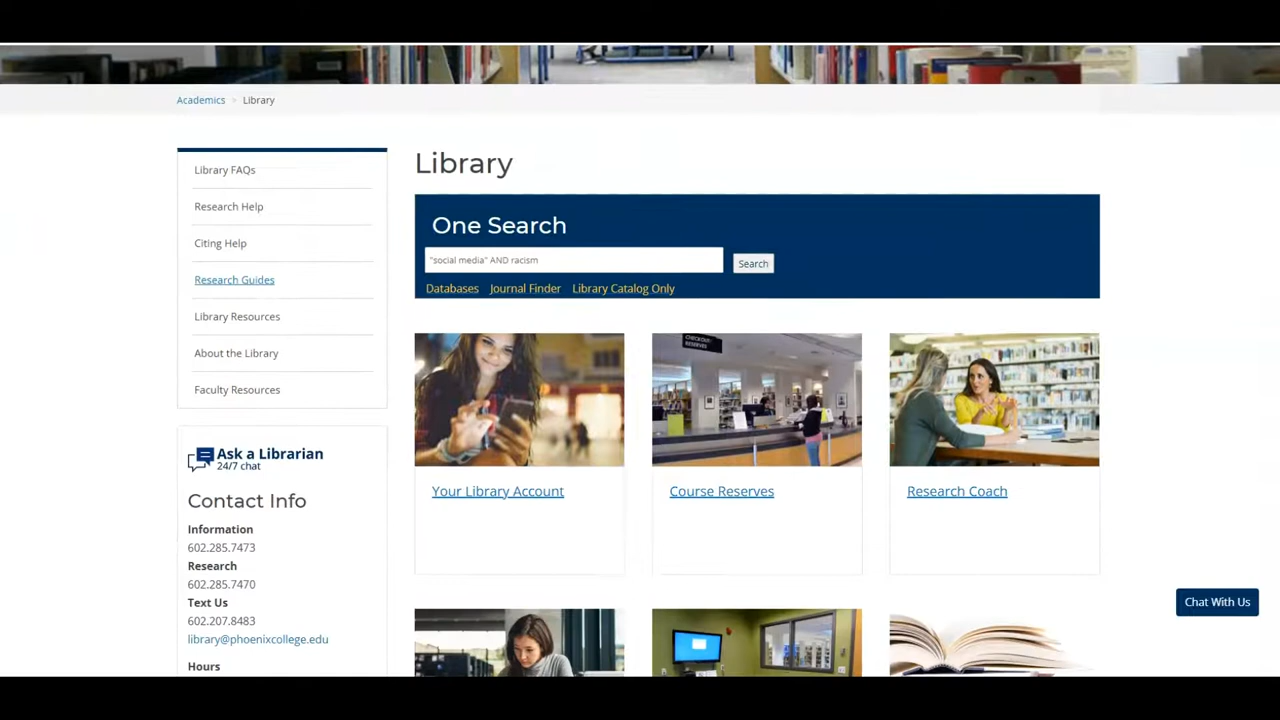 Academics > Library
Library FAQs
Research Help
Citing Help
Research Guides
Library Resources
About the Library
Faculty Resources
Ask a Librarian
24/7 chat
Contact Info
Information
602.285.7473
Research
602.285.7470
Text Us
602.207.8483
library@phoenixcollege.edu
Hours
Library
One Search
"social media" AND racism
Search
Databases Journal Finder Library Catalog Only
CHECKOUT/
RESERVES
Your Library Account
Course Reserves
Research Coach
Chat With Us